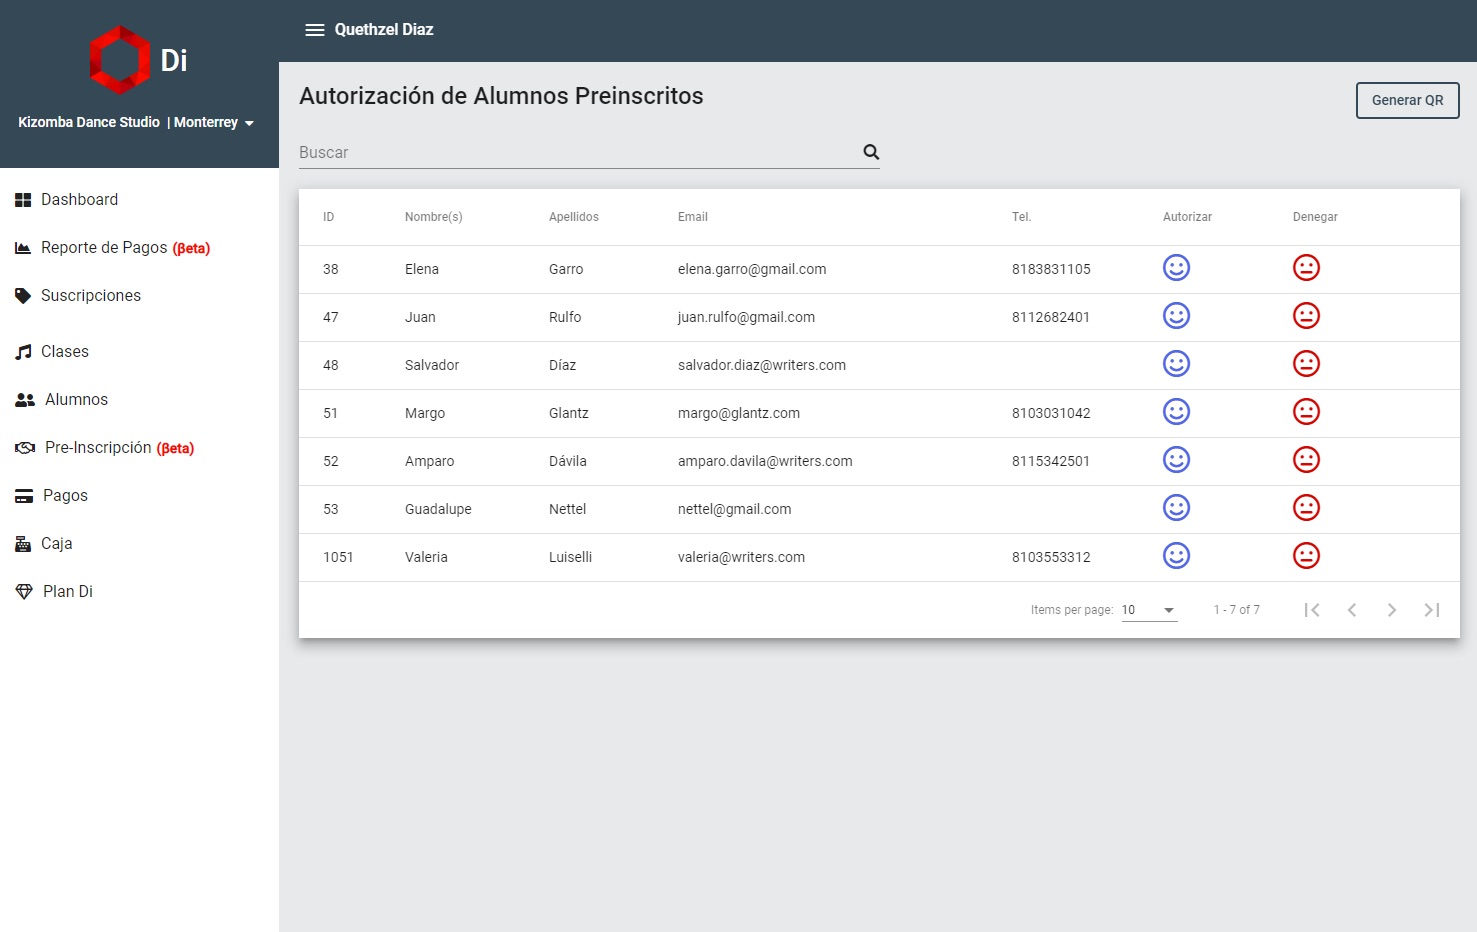 Di
Kizomba Dance Studio | Monterrey
Dashboard
Reporte de Pagos (βeta)
Suscripciones
Clases
Alumnos
Pre-Inscripción (βeta)
Pagos
Caja
Plan Di
Quethzel Diaz
Autorización de Alumnos Preinscritos
Generar QR
Buscar
ID Nombre(s) Apellidos Email Tel. Autorizar Denegar
38 Elena Garro elena.garro@gmail.com 8183831105
47 Juan Rulfo juan.rulfo@gmail.com 8112682401
48 Salvador Díaz salvador.diaz@writers.com
51 Margo Glantz margo@glantz.com 8103031042
52 Amparo Dávila amparo.davila@writers.com 8115342501
53 Guadalupe Nettel nettel@gmail.com
1051 Valeria Luiselli valeria@writers.com 8103553312
Items per page: 10 1 - 7 of 7